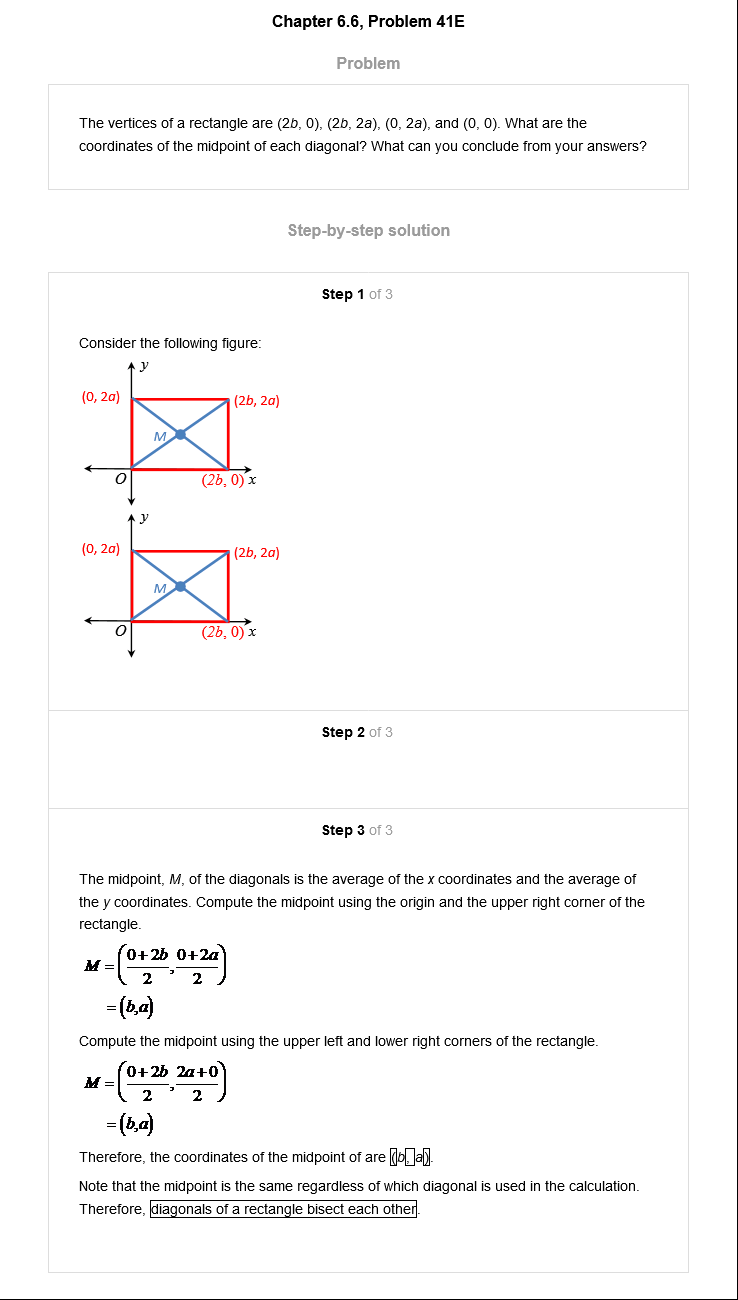 Chapter 6.6, Problem 41E
Problem
The vertices of a rectangle are (2b, 0), (2b, 2a), (0, 2a), and (0, 0). What are the
coordinates of the midpoint of each diagonal? What can you conclude from your answers?
Step-by-step solution
Step 1 of 3
Consider the following figure:
y
(0, 2a)
(2b, 2a)
M
O
(2b, 0) x
y
(0, 2a)
(2b, 2a)
M
O
(2b, 0) x
Step 2 of 3
Step 3 of 3
The midpoint, M, of the diagonals is the average of the x coordinates and the average of
the y coordinates. Compute the midpoint using the origin and the upper right corner of the
rectangle.
M = (0+2b/2, 0+2a/2)
= (b,a)
Compute the midpoint using the upper left and lower right corners of the rectangle.
M = (0+2b/2, 2a+0/2)
= (b,a)
Therefore, the coordinates of the midpoint of are (b, a).
Note that the midpoint is the same regardless of which diagonal is used in the calculation.
Therefore, diagonals of a rectangle bisect each other.